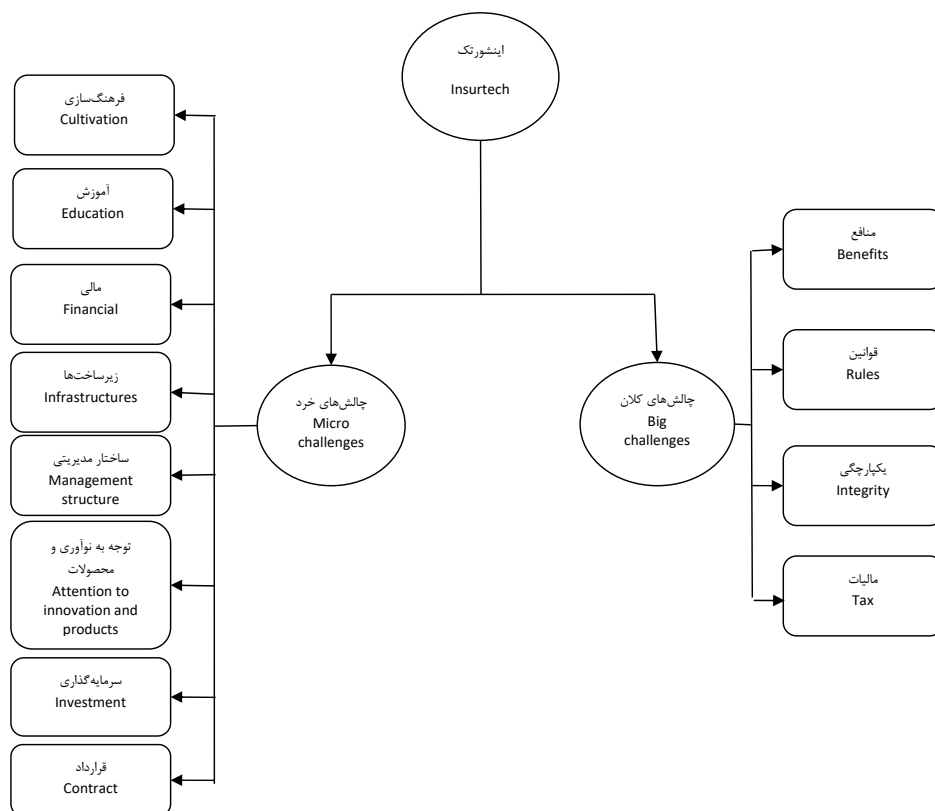 اینشورتک
Insurtech
فرهنگ‌سازی
Cultivation
آموزش
Education
مالی
Financial
زیرساخت‌ها
Infrastructures
ساختار مدیریتی
Management
structure
توجه به نوآوری و
محصولات
Attention to
innovation and
products
سرمایه‌گذاری
Investment
قرارداد
Contract
چالش‌های خرد
Micro
challenges
چالش‌های کلان
Big
challenges
منافع
Benefits
قوانین
Rules
یکپارچگی
Integrity
مالیات
Tax